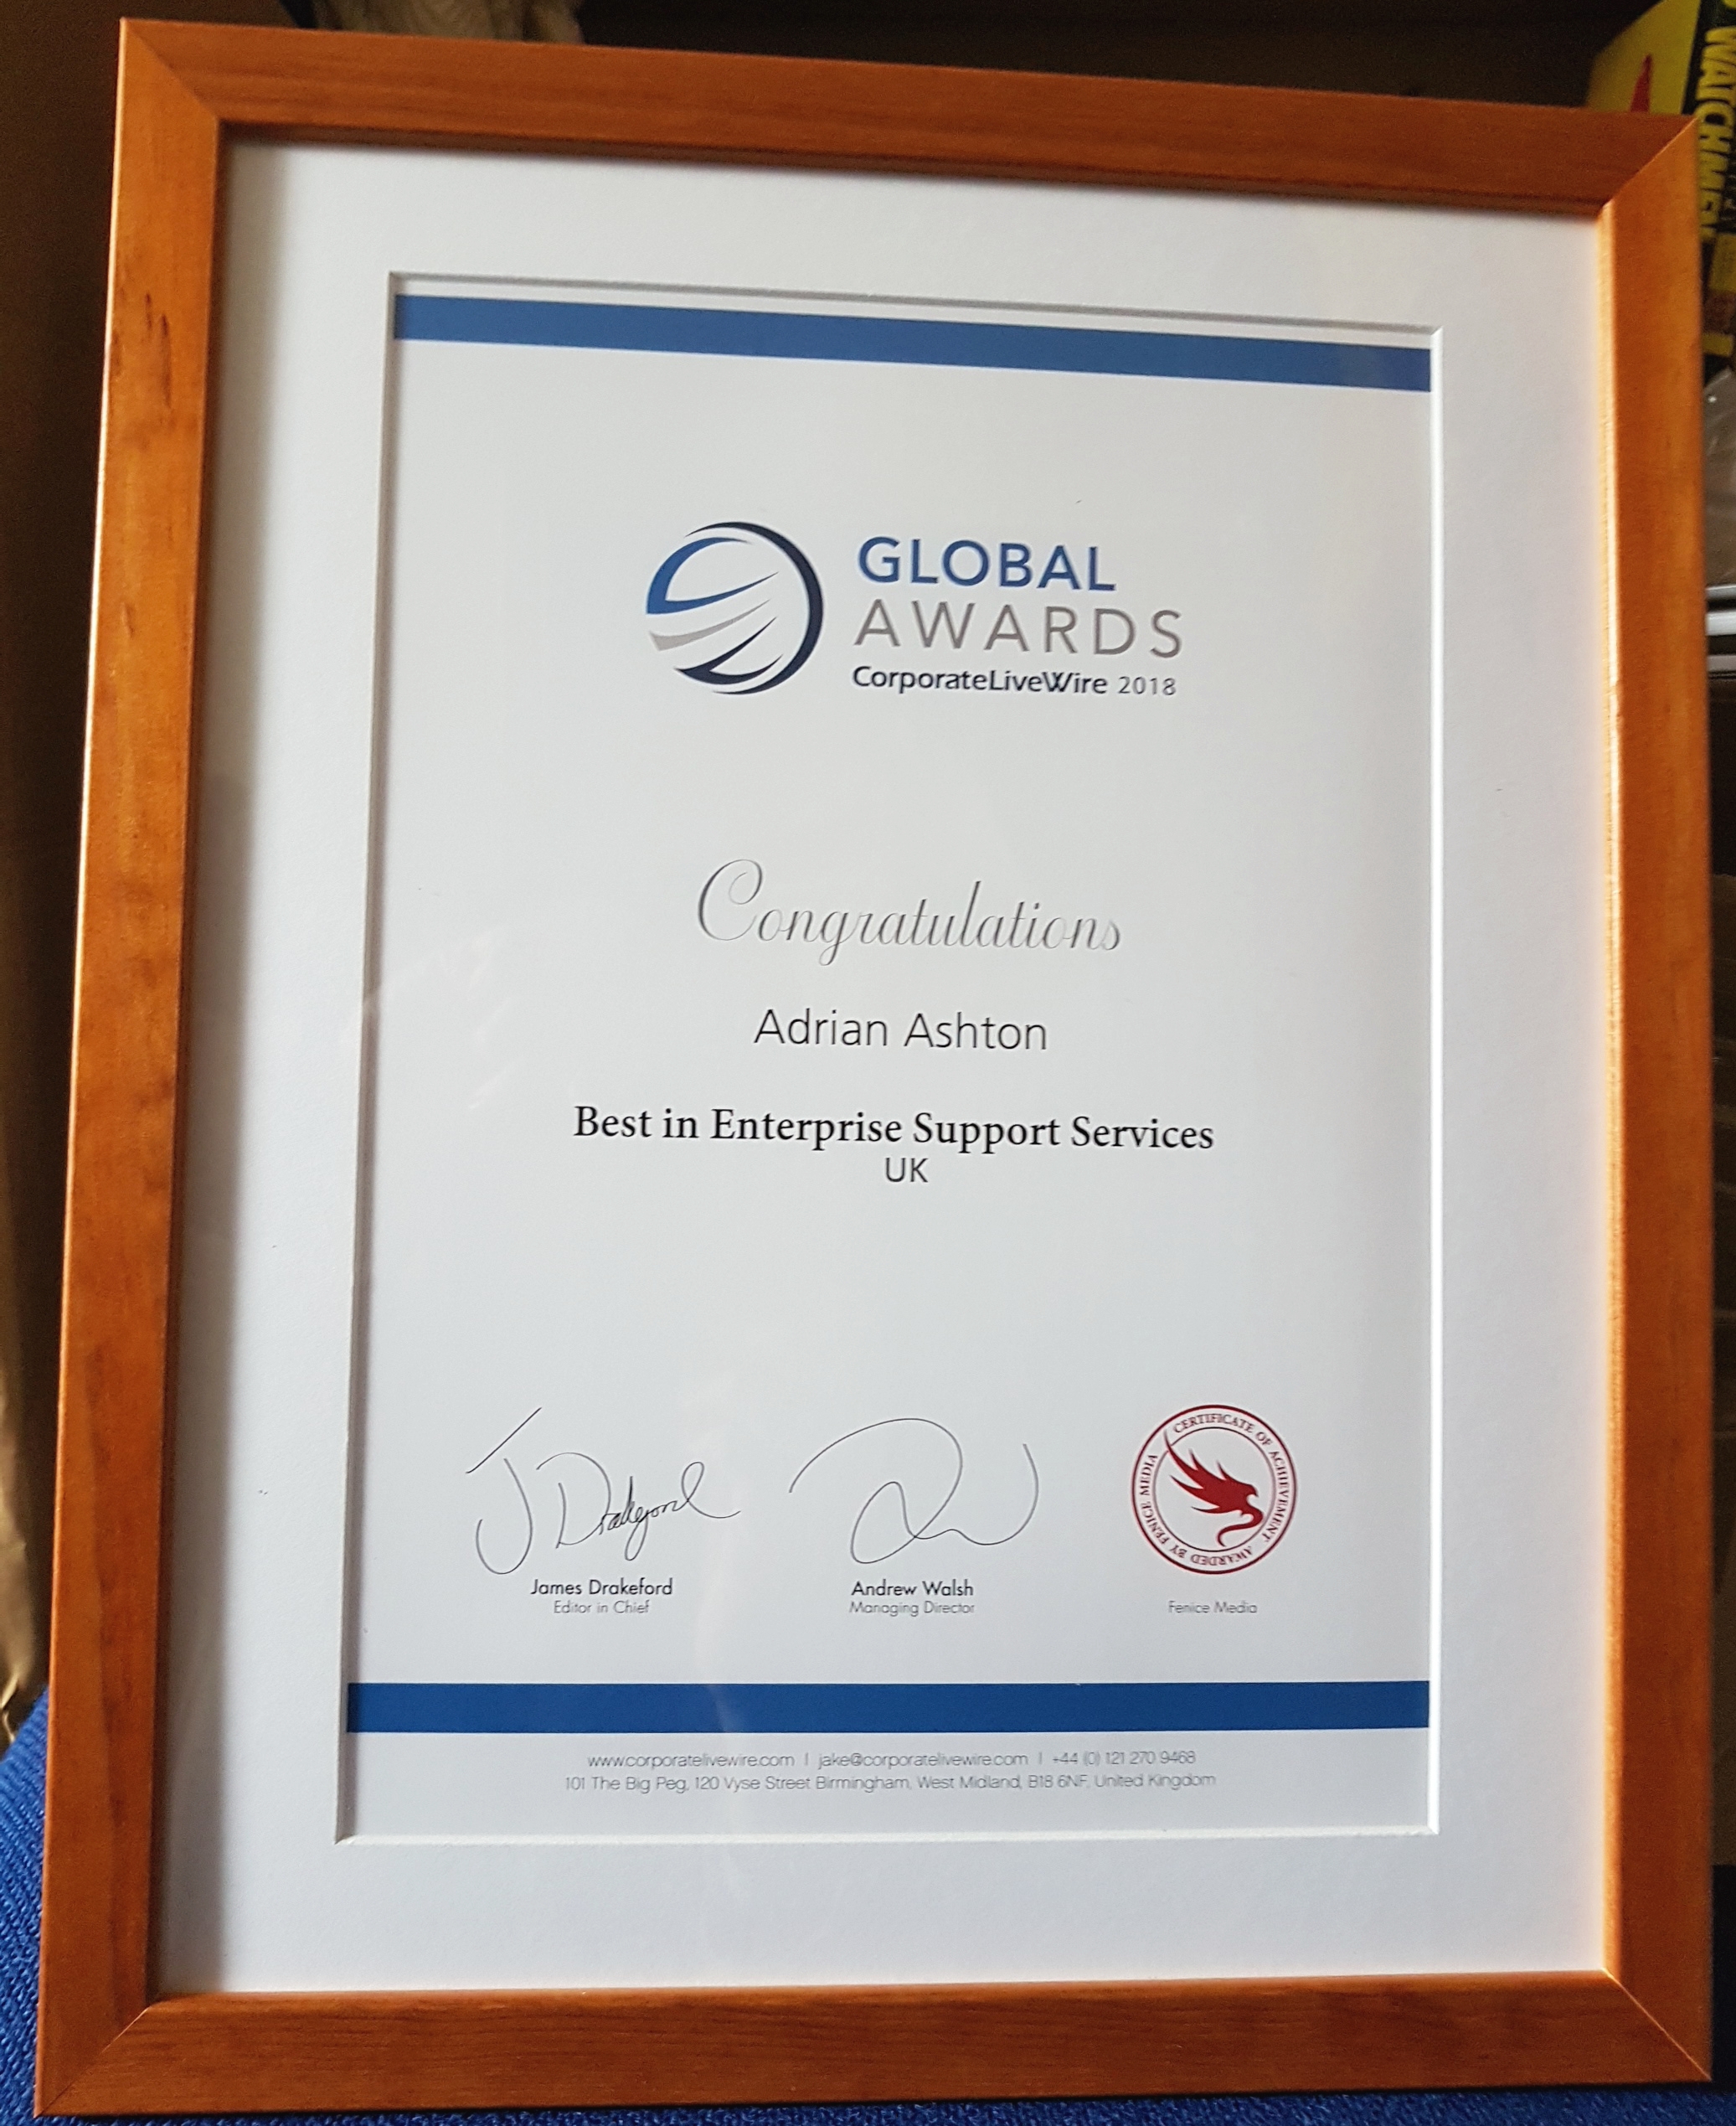 WATCHMEN
GLOBAL
AWARDS
CorporateLiveWire 2018
Congratulations
Adrian Ashton
Best in Enterprise Support Services
UK
J Drakeford
CERTIFICATE OF ACHIEVEMENT
AWARDED BY FENICE MEDIA
James Drakeford
Editor in Chief
Andrew Walsh
Managing Director
Fenice Media
www.corporatelivewire.com | jake@corporatelivewire.com | +44 (0) 121 270 9468
101 The Big Peg, 120 Vyse Street Birmingham, West Midland, B18 6NF, United Kingdom